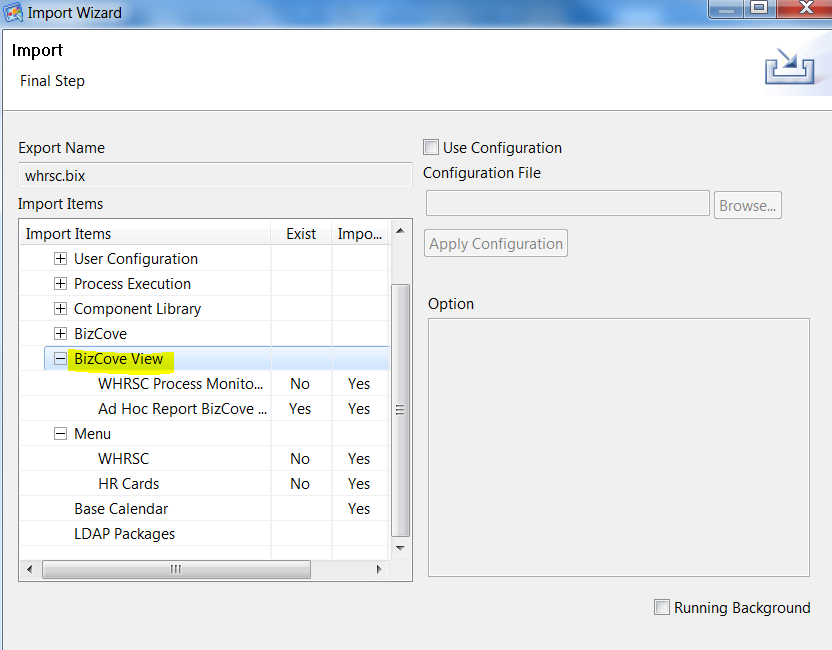 Import Wizard
Import
Final Step
Export Name
whrsc.bix
Import Items
Import Items Exist Impo...
User Configuration
Process Execution
Component Library
BizCove
BizCove View
WHRSC Process Monito... No Yes
Ad Hoc Report BizCove ... Yes Yes
Menu
WHRSC No Yes
HR Cards No Yes
Base Calendar Yes
LDAP Packages
Use Configuration
Configuration File
Browse...
Apply Configuration
Option
Running Background